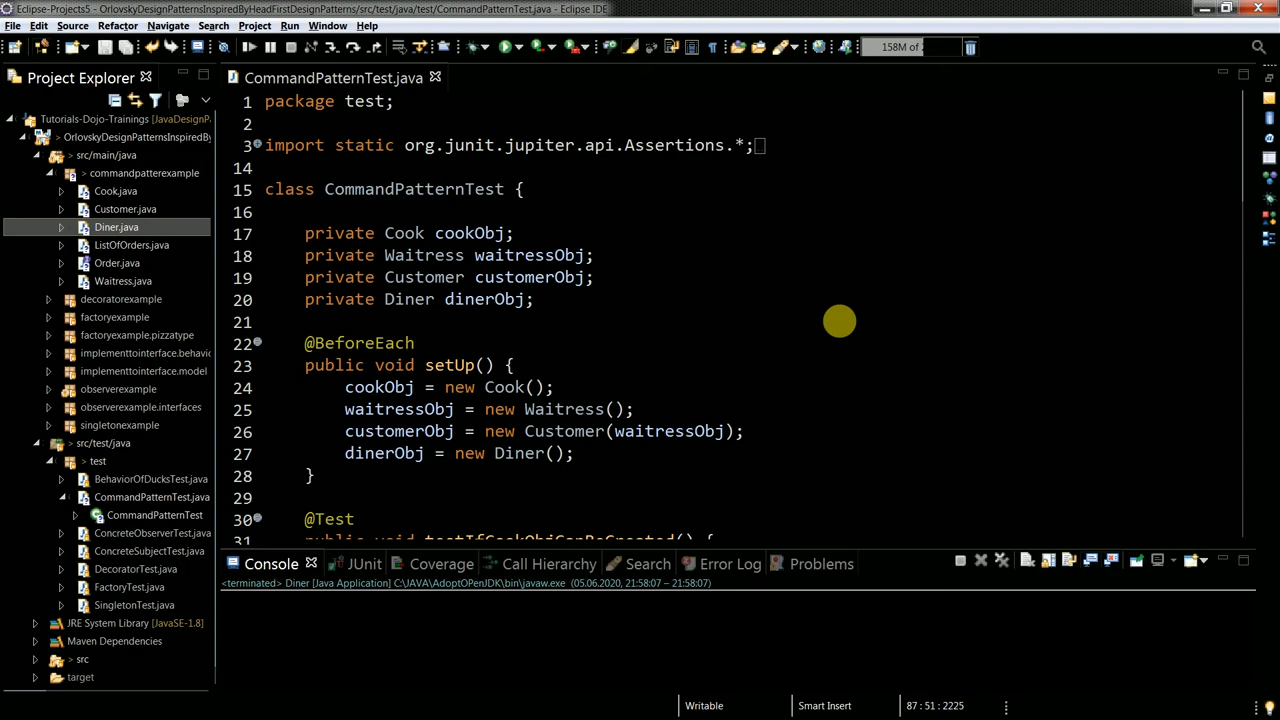 Eclipse-Projects5 - OrlovskyDesignPatternsInspiredByHeadFirstDesignPatterns/src/test/java/test/CommandPatternTest.java - Eclipse IDE
File Edit Source Refactor Navigate Search Project Run Window Help
158M of
Project Explorer
Tutorials-Dojo-Trainings [JavaDesignP
> OrlovskyDesignPatternsInspiredBy
> src/main/java
> commandpatterexample
Cook.java
Customer.java
Diner.java
ListOfOrders.java
Order.java
Waitress.java
decoratorexample
factoryexample
factoryexample.pizzatype
implementtointerface.behavio
implementtointerface.model
observerexample
observerexample.interfaces
singletonexample
> src/test/java
> test
BehaviorOfDucksTest.java
CommandPatternTest.java
CommandPatternTest
ConcreteObserverTest.java
ConcreteSubjectTest.java
DecoratorTest.java
FactoryTest.java
SingletonTest.java
JRE System Library [JavaSE-1.8]
Maven Dependencies
> src
target
CommandPatternTest.java
1 package test;
2
3 import static org.junit.jupiter.api.Assertions.*;
14
15 class CommandPatternTest {
16
17 private Cook cookObj;
18 private Waitress waitressObj;
19 private Customer customerObj;
20 private Diner dinerObj;
21
22 @BeforeEach
23 public void setUp() {
24 cookObj = new Cook();
25 waitressObj = new Waitress();
26 customerObj = new Customer(waitressObj);
27 dinerObj = new Diner();
28 }
29
30 @Test
31 public void testIfCookObjCanBeCreated() {
Console JUnit Coverage Call Hierarchy Search Error Log Problems
<terminated> Diner [Java Application] C:\JAVA\AdoptOPenJDK\bin\javaw.exe (05.06.2020, 21:58:07 – 21:58:07)
Writable Smart Insert 87 : 51 : 2225